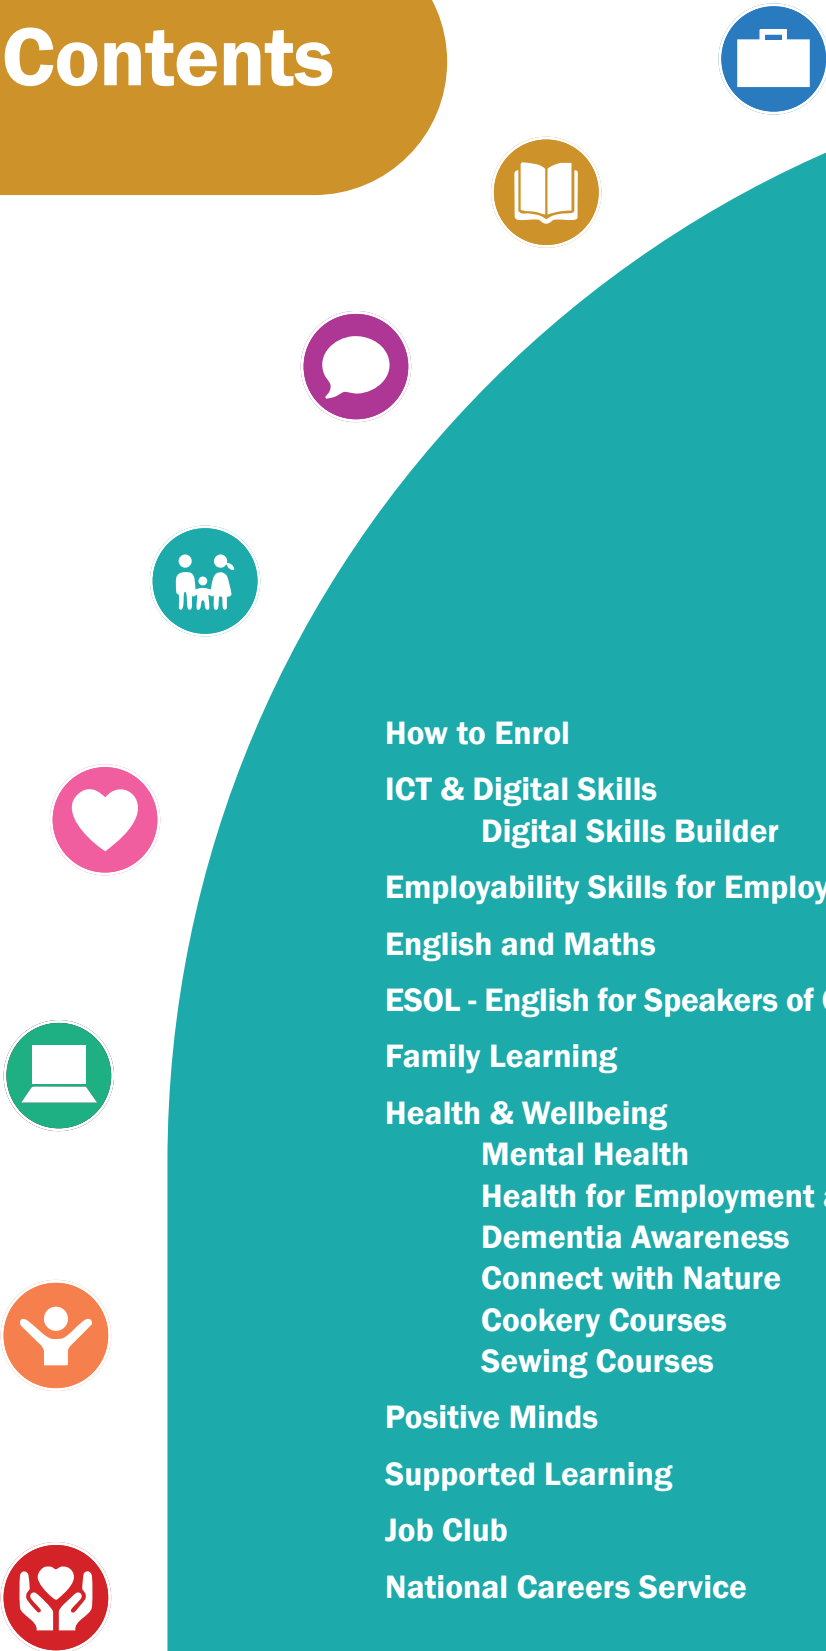 Contents
How to Enrol
ICT & Digital Skills
Digital Skills Builder
Employability Skills for Employ
English and Maths
ESOL - English for Speakers of
Family Learning
Health & Wellbeing
Mental Health
Health for Employment
Dementia Awareness
Connect with Nature
Cookery Courses
Sewing Courses
Positive Minds
Supported Learning
Job Club
National Careers Service